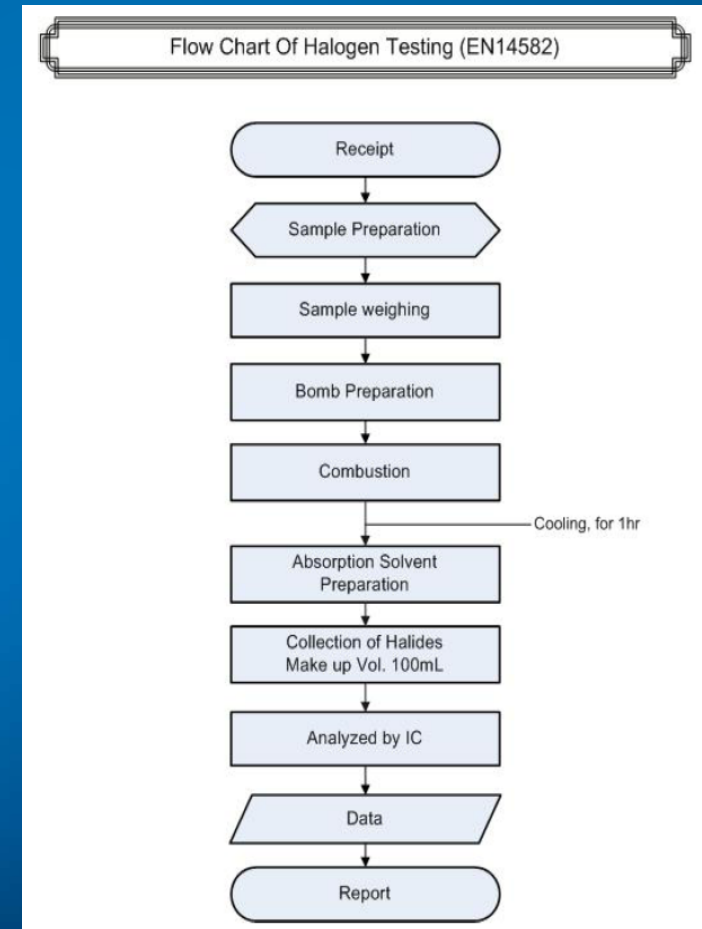 Flow Chart Of Halogen Testing (EN14582)
Receipt
Sample Preparation
Sample weighing
Bomb Preparation
Combustion
Cooling, for 1hr
Absorption Solvent
Preparation
Collection of Halides
Make up Vol. 100mL
Analyzed by IC
Data
Report